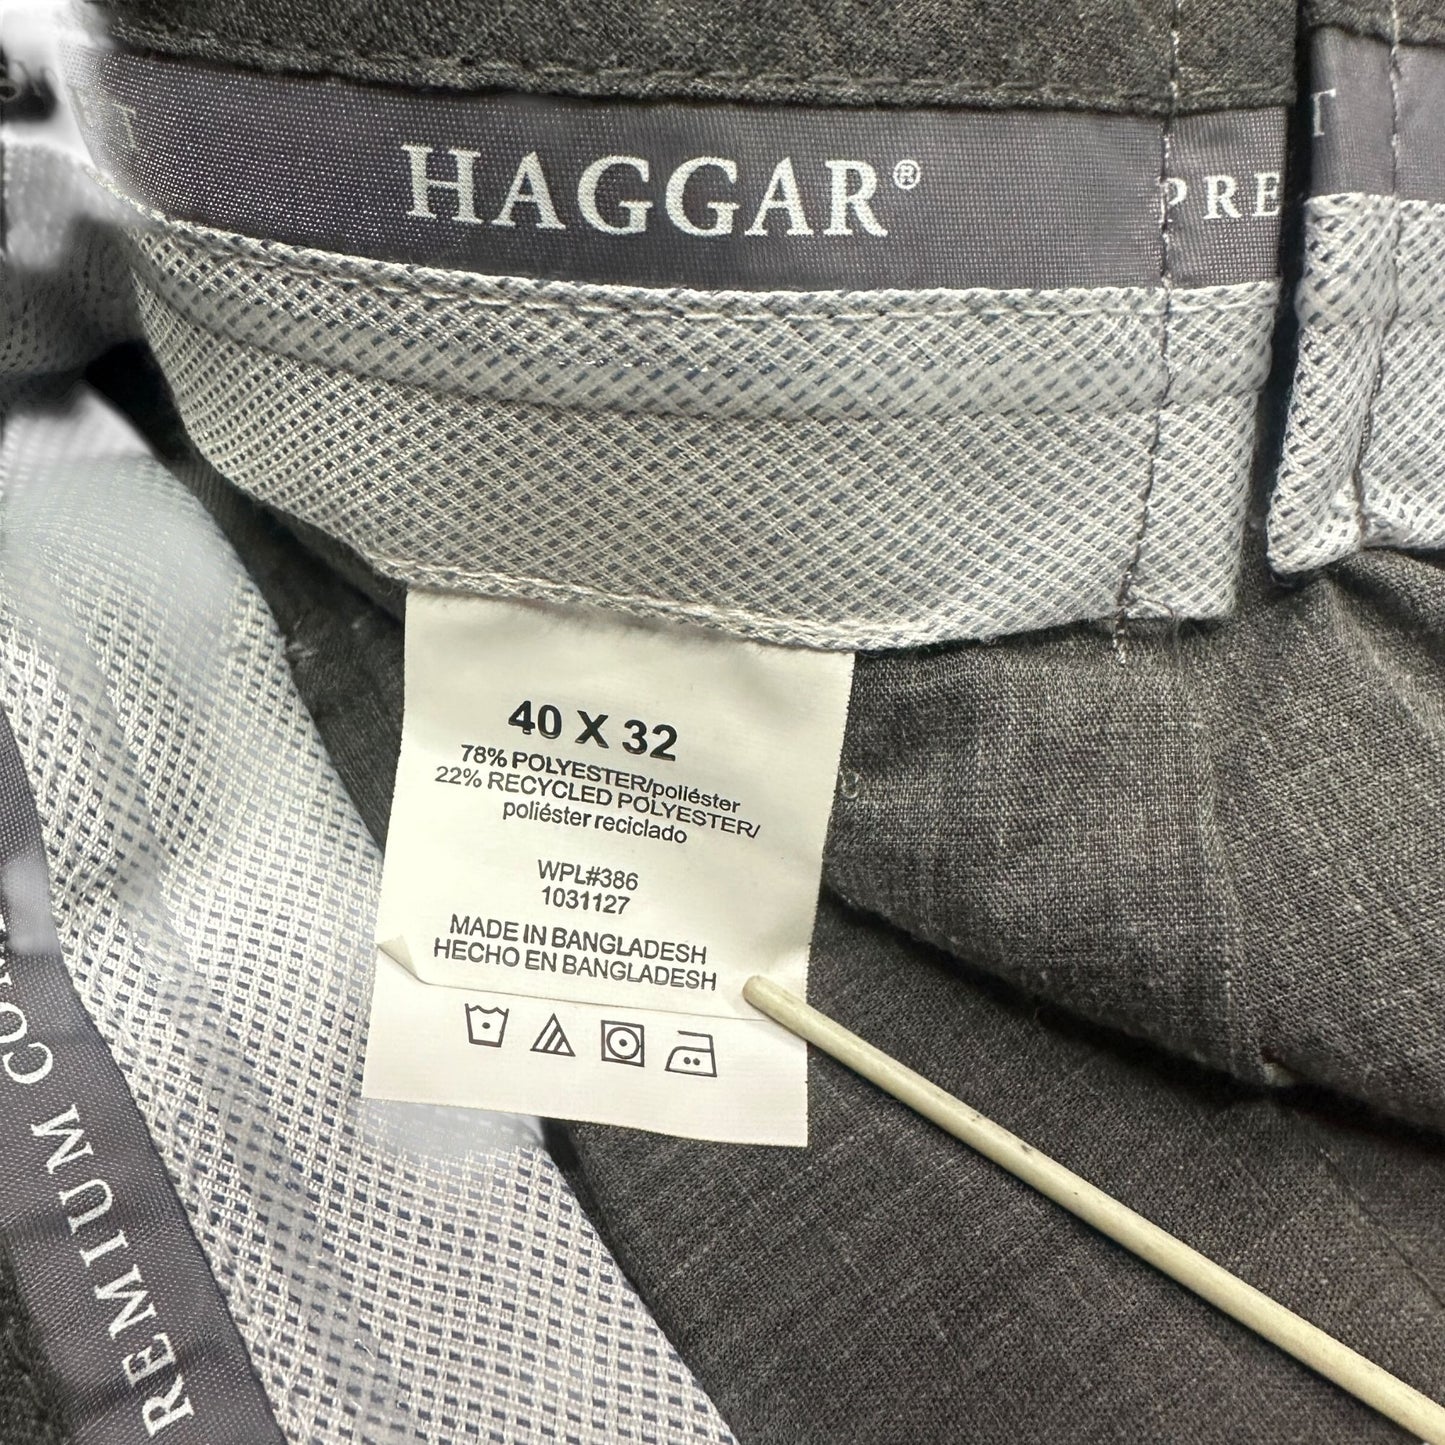 HAGGAR®
PRE
T
T
40 X 32
78% POLYESTER/poliéster
22% RECYCLED POLYESTER/
poliéster reciclado
WPL#386
1031127
MADE IN BANGLADESH
HECHO EN BANGLADESH
REMIUM COM